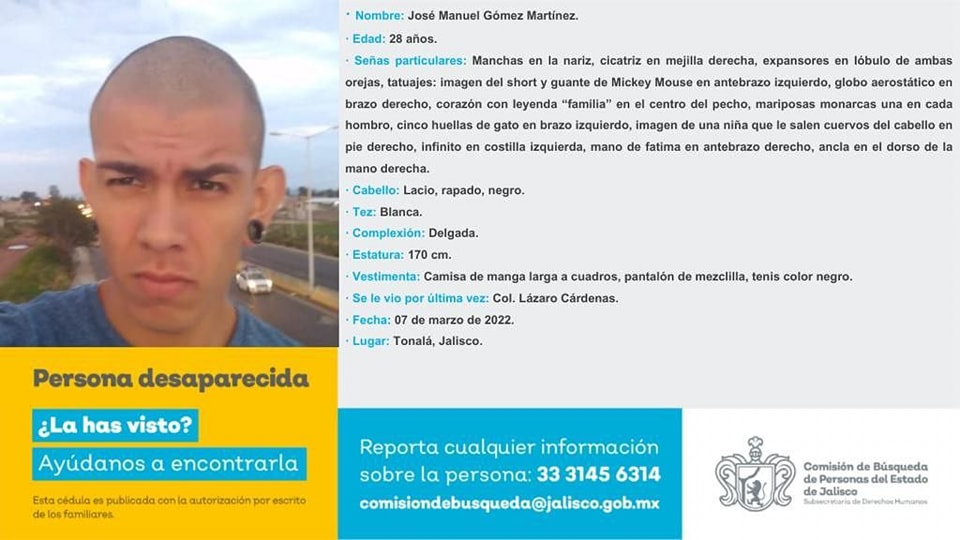 · Nombre: José Manuel Gómez Martínez.
· Edad: 28 años.
· Señas particulares: Manchas en la nariz, cicatriz en mejilla derecha, expansores en lóbulo de ambas
orejas, tatuajes: imagen del short y guante de Mickey Mouse en antebrazo izquierdo, globo aerostático en
brazo derecho, corazón con leyenda “familia” en el centro del pecho, mariposas monarcas una en cada
hombro, cinco huellas de gato en brazo izquierdo, imagen de una niña que le salen cuervos del cabello en
pie derecho, infinito en costilla izquierda, mano de fatima en antebrazo derecho, ancla en el dorso de la
mano derecha.
· Cabello: Lacio, rapado, negro.
· Tez: Blanca.
· Complexión: Delgada.
· Estatura: 170 cm.
· Vestimenta: Camisa de manga larga a cuadros, pantalón de mezclilla, tenis color negro.
· Se le vio por última vez: Col. Lázaro Cárdenas.
· Fecha: 07 de marzo de 2022.
· Lugar: Tonalá, Jalisco.
Persona desaparecida
¿La has visto?
Ayúdanos a encontrarla
Esta cédula es publicada con la autorización por escrito
de los familiares.
Reporta cualquier información
sobre la persona: 33 3145 6314
comisiondebusqueda@jalisco.gob.mx
Comisión de Búsqueda
de Personas del Estado
de Jalisco
Subsecretaría de Derechos Humanos